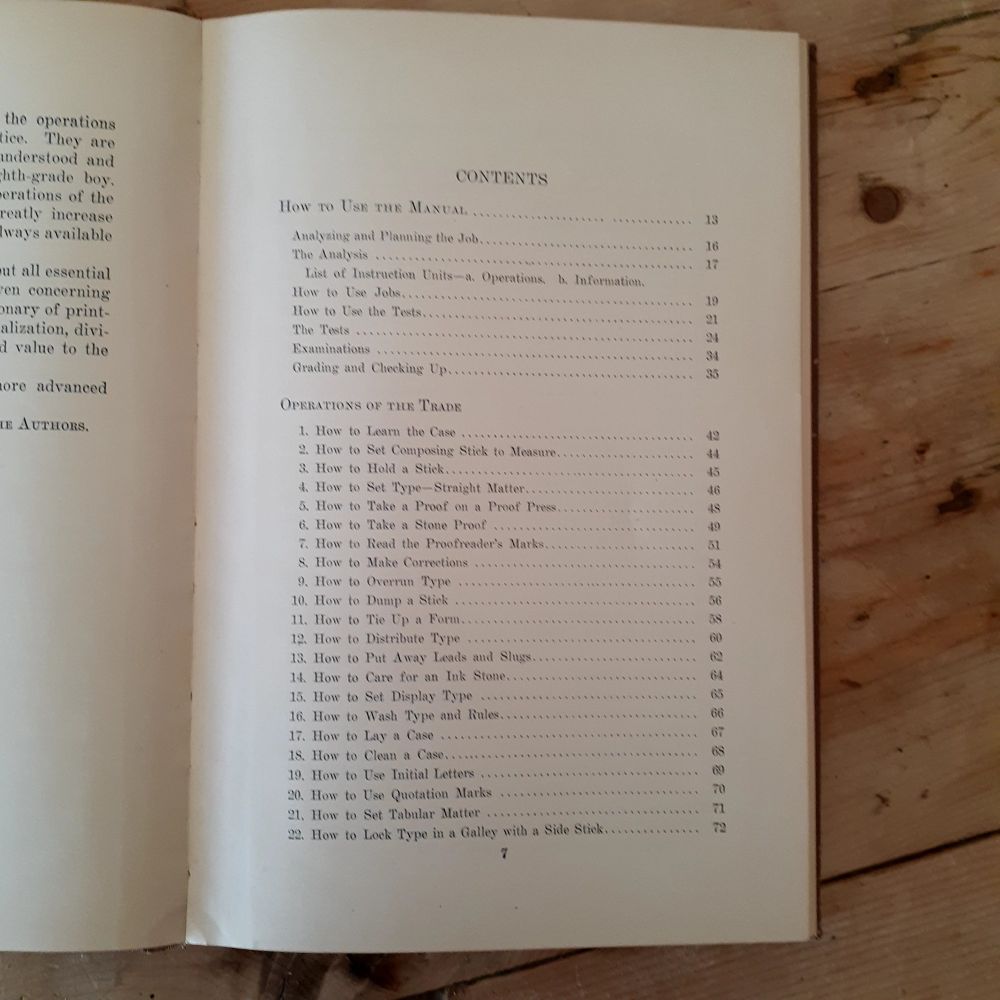 the operations
tice. They are
understood and
ghth-grade boy.
perations of the
reatly increase
lways available
out all essential
ven concerning
onary of print-
alization, divi-
d value to the
more advanced
HE AUTHORS.
CONTENTS
HOW TO USE THE MANUAL ........................ .............. 13
Analyzing and Planning the Job.................................. 16
The Analysis .................................................... 17
List of Instruction Units—a. Operations. b. Information.
How to Use Jobs................................................ 19
How to Use the Tests............................................ 21
The Tests ...................................................... 24
Examinations ................................................... 34
Grading and Checking Up........................................ 35
OPERATIONS OF THE TRADE
1. How to Learn the Case ....................................... 42
2. How to Set Composing Stick to Measure........................ 44
3. How to Hold a Stick.......................................... 45
4. How to Set Type—Straight Matter.............................. 46
5. How to Take a Proof on a Proof Press......................... 48
6. How to Take a Stone Proof ................................... 49
7. How to Read the Proofreader's Marks.......................... 51
8. How to Make Corrections ..................................... 54
9. How to Overrun Type ......................................... 55
10. How to Dump a Stick ........................................ 56
11. How to Tie Up a Form........................................ 58
12. How to Distribute Type ..................................... 60
13. How to Put Away Leads and Slugs............................. 62
14. How to Care for an Ink Stone................................ 64
15. How to Set Display Type .................................... 65
16. How to Wash Type and Rules.................................. 66
17. How to Lay a Case .......................................... 67
18. How to Clean a Case......................................... 68
19. How to Use Initial Letters ................................. 69
20. How to Use Quotation Marks ................................. 70
21. How to Set Tabular Matter .................................. 71
22. How to Lock Type in a Galley with a Side Stick................ 72
7